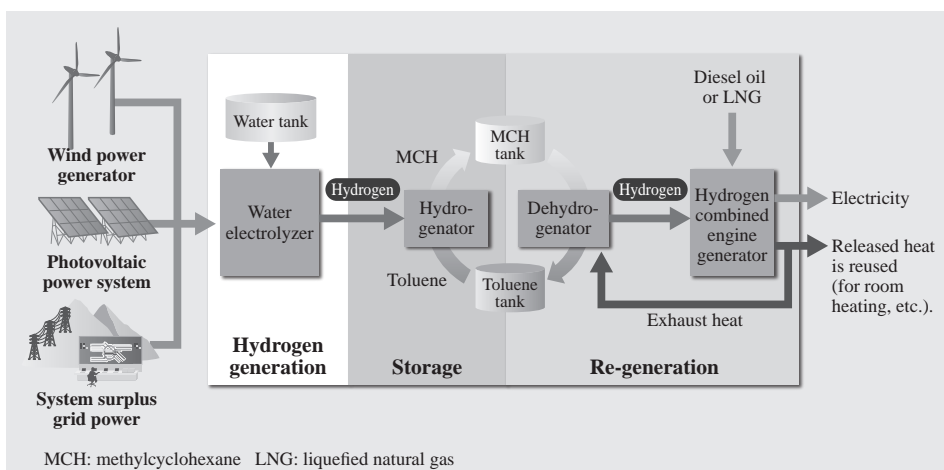 Wind power
generator
Photovoltaic
power system
System surplus
grid power
Water tank
Water
electrolyzer
Hydrogen
generation
Hydrogen
MCH
Hydro-
genator
Toluene
Storage
MCH
tank
Toluene
tank
Dehydro-
genator
Hydrogen
Diesel oil
or LNG
Hydrogen
combined
engine
generator
Exhaust heat
Re-generation
Electricity
Released heat
is reused
(for room
heating, etc.).
MCH: methylcyclohexane LNG: liquefied natural gas